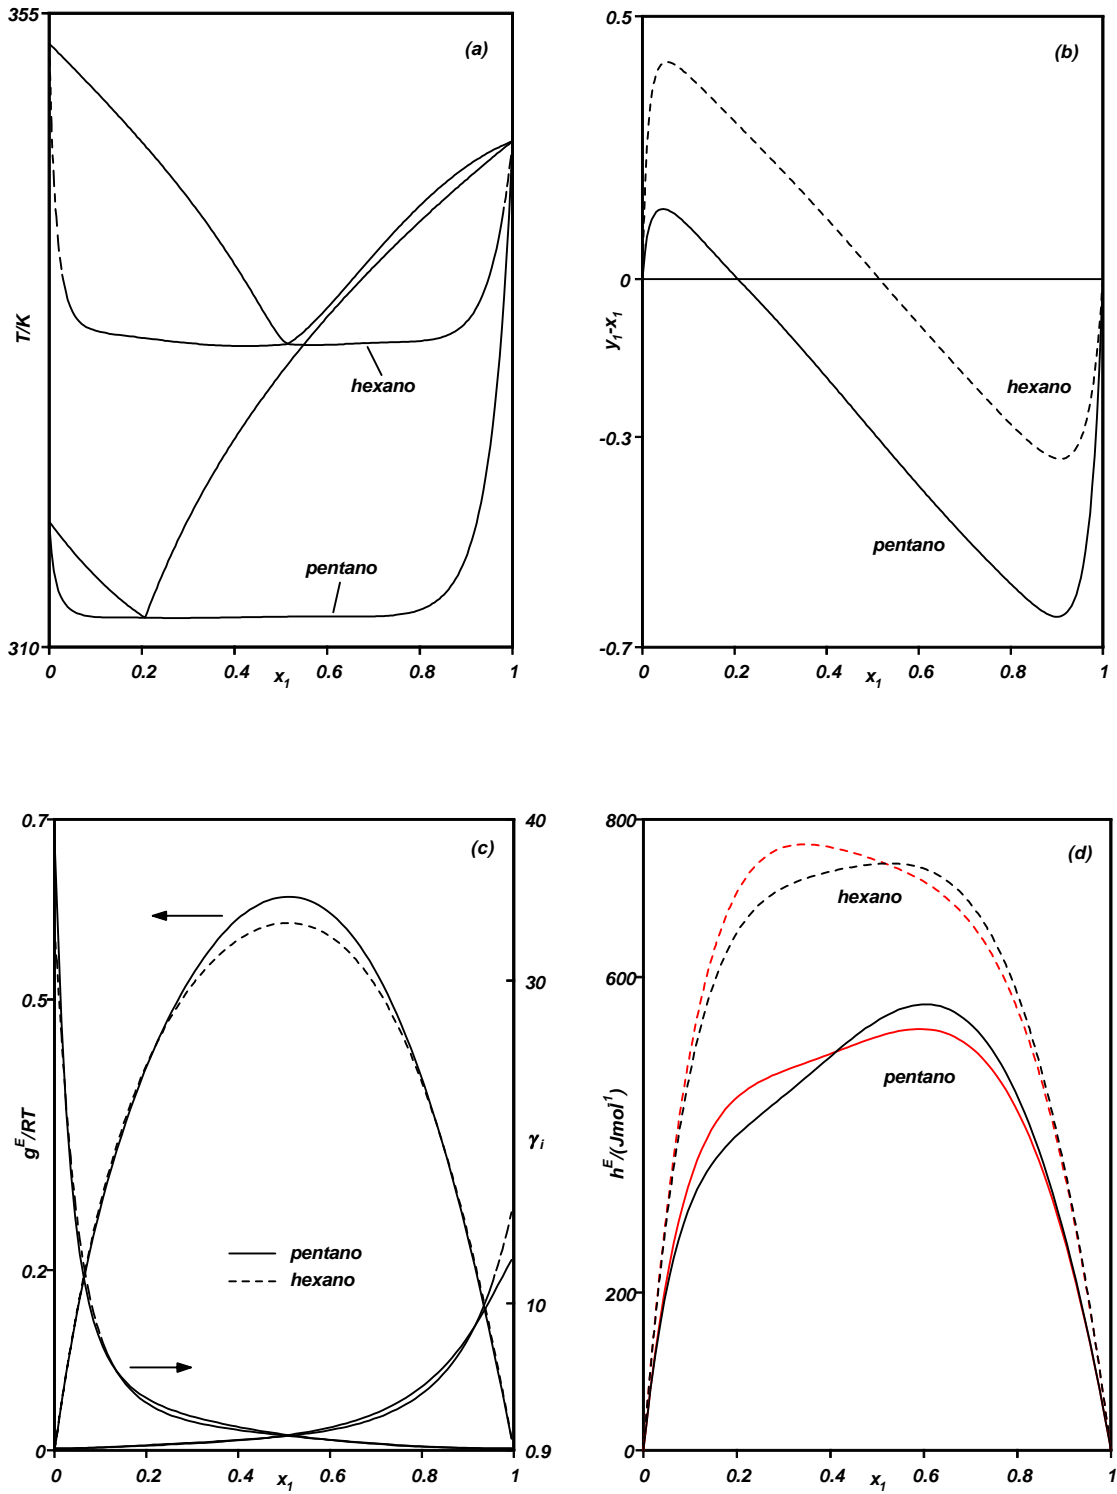 355
(a)
T/K
hexano
pentano
310
0 0.2 0.4 0.6 0.8 1
x1
0.5
(b)
0
y1-x1
hexano
-0.3
pentano
-0.7
0 0.2 0.4 0.6 0.8 1
x1
0.7
40
(c)
30
0.5
gE/RT
γi
pentano
hexano
0.2
10
0
0.9
0 0.2 0.4 0.6 0.8 1
x1
800
(d)
hexano
600
pentano
hE/(Jmol1)
200
0
0 0.2 0.4 0.6 0.8 1
x1